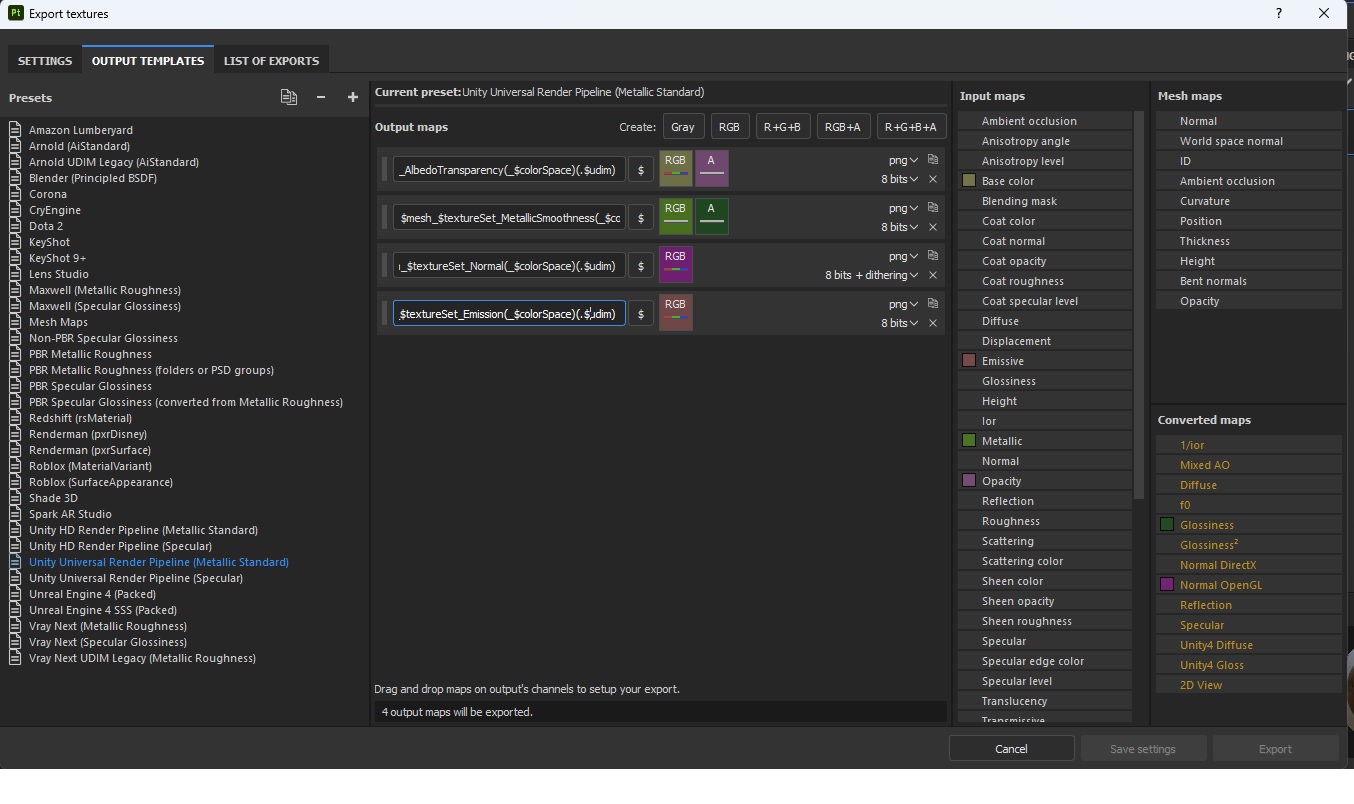 Pt Export textures ?
SETTINGS OUTPUT TEMPLATES LIST OF EXPORTS
Presets
Amazon Lumberyard
Arnold (AiStandard)
Arnold UDIM Legacy (AiStandard)
Blender (Principled BSDF)
Corona
CryEngine
Dota 2
KeyShot
KeyShot 9+
Lens Studio
Maxwell (Metallic Roughness)
Maxwell (Specular Glossiness)
Mesh Maps
Non-PBR Specular Glossiness
PBR Metallic Roughness
PBR Metallic Roughness (folders or PSD groups)
PBR Specular Glossiness
PBR Specular Glossiness (converted from Metallic Roughness)
Redshift (rsMaterial)
Renderman (pxrDisney)
Renderman (pxrSurface)
Roblox (MaterialVariant)
Roblox (SurfaceAppearance)
Shade 3D
Spark AR Studio
Unity HD Render Pipeline (Metallic Standard)
Unity HD Render Pipeline (Specular)
Unity Universal Render Pipeline (Metallic Standard)
Unity Universal Render Pipeline (Specular)
Unreal Engine 4 (Packed)
Unreal Engine 4 SSS (Packed)
Vray Next (Metallic Roughness)
Vray Next (Specular Glossiness)
Vray Next UDIM Legacy (Metallic Roughness)
Current preset: Unity Universal Render Pipeline (Metallic Standard)
Output maps Create: Gray RGB R+G+B RGB+A R+G+B+A
_AlbedoTransparency(_$colorSpace)(.$udim) $ RGB A png
8 bits
$mesh_$textureSet_MetallicSmoothness(_$co $ RGB A png
8 bits
_$textureSet_Normal(_$colorSpace)(.$udim) $ RGB png
8 bits + dithering
_$textureSet_Emission(_$colorSpace)(.$udim) $ RGB png
8 bits
Drag and drop maps on output's channels to setup your export.
4 output maps will be exported.
Input maps
Ambient occlusion
Anisotropy angle
Anisotropy level
Base color
Blending mask
Coat color
Coat normal
Coat opacity
Coat roughness
Coat specular level
Diffuse
Displacement
Emissive
Glossiness
Height
Ior
Metallic
Normal
Opacity
Reflection
Roughness
Scattering
Scattering color
Sheen color
Sheen opacity
Sheen roughness
Specular
Specular edge color
Specular level
Translucency
Transmissive
Mesh maps
Normal
World space normal
ID
Ambient occlusion
Curvature
Position
Thickness
Height
Bent normals
Opacity
Converted maps
1/ior
Mixed AO
Diffuse
f0
Glossiness
Glossiness²
Normal DirectX
Normal OpenGL
Reflection
Specular
Unity4 Diffuse
Unity4 Gloss
2D View
Cancel Save settings Export